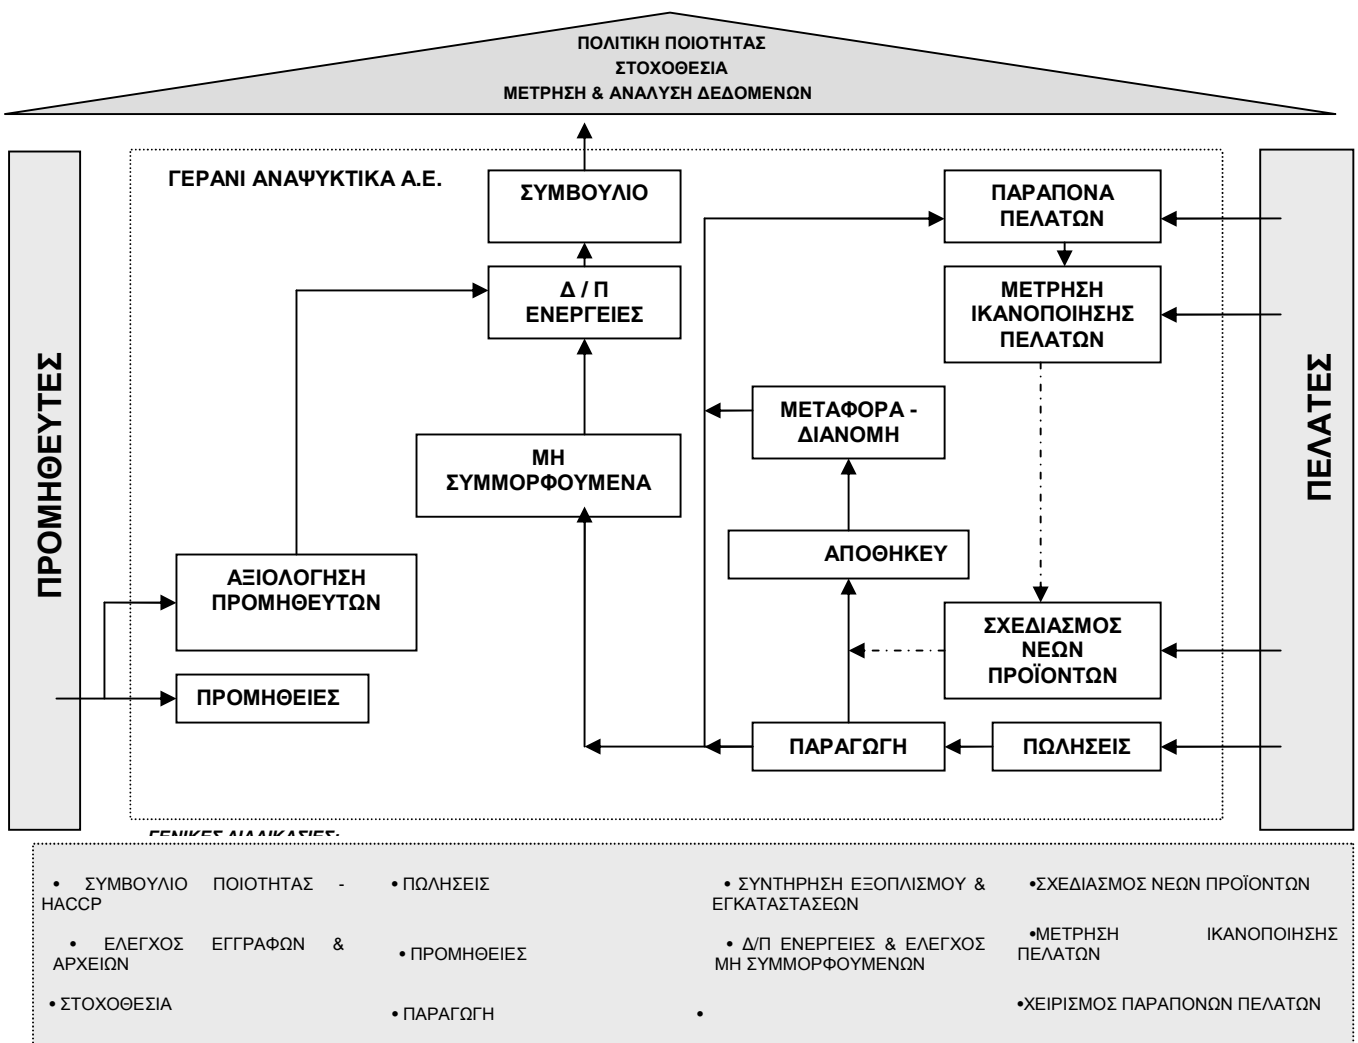 ΠΟΛΙΤΙΚΗ ΠΟΙΟΤΗΤΑΣ
ΣΤΟΧΟΘΕΣΙΑ
ΜΕΤΡΗΣΗ & ΑΝΑΛΥΣΗ ΔΕΔΟΜΕΝΩΝ
ΠΡΟΜΗΘΕΥΤΕΣ
ΓΕΡΑΝΙ ΑΝΑΨΥΚΤΙΚΑ Α.Ε.
ΣΥΜΒΟΥΛΙΟ
Δ / Π
ΕΝΕΡΓΕΙΕΣ
ΜΗ
ΣΥΜΜΟΡΦΟΥΜΕΝΑ
ΑΞΙΟΛΟΓΗΣΗ
ΠΡΟΜΗΘΕΥΤΩΝ
ΠΡΟΜΗΘΕΙΕΣ
ΠΑΡΑΠΟΝΑ
ΠΕΛΑΤΩΝ
ΜΕΤΡΗΣΗ
ΙΚΑΝΟΠΟΙΗΣΗΣ
ΠΕΛΑΤΩΝ
ΜΕΤΑΦΟΡΑ -
ΔΙΑΝΟΜΗ
ΑΠΟΘΗΚΕΥ
ΣΧΕΔΙΑΣΜΟΣ
ΝΕΩΝ
ΠΡΟΪΟΝΤΩΝ
ΠΑΡΑΓΩΓΗ
ΠΩΛΗΣΕΙΣ
ΠΕΛΑΤΕΣ
ΓΕΝΙΚΕΣ ΔΙΑΔΙΚΑΣΙΕΣ:
• ΣΥΜΒΟΥΛΙΟ ΠΟΙΟΤΗΤΑΣ -
HACCP
• ΕΛΕΓΧΟΣ ΕΓΓΡΑΦΩΝ &
ΑΡΧΕΙΩΝ
• ΣΤΟΧΟΘΕΣΙΑ
• ΠΩΛΗΣΕΙΣ
• ΠΡΟΜΗΘΕΙΕΣ
• ΠΑΡΑΓΩΓΗ
• ΣΥΝΤΗΡΗΣΗ ΕΞΟΠΛΙΣΜΟΥ &
ΕΓΚΑΤΑΣΤΑΣΕΩΝ
• Δ/Π ΕΝΕΡΓΕΙΕΣ & ΕΛΕΓΧΟΣ
ΜΗ ΣΥΜΜΟΡΦΟΥΜΕΝΩΝ
•
•ΣΧΕΔΙΑΣΜΟΣ ΝΕΩΝ ΠΡΟΪΟΝΤΩΝ
•ΜΕΤΡΗΣΗ ΙΚΑΝΟΠΟΙΗΣΗΣ
ΠΕΛΑΤΩΝ
•ΧΕΙΡΙΣΜΟΣ ΠΑΡΑΠΟΝΩΝ ΠΕΛΑΤΩΝ